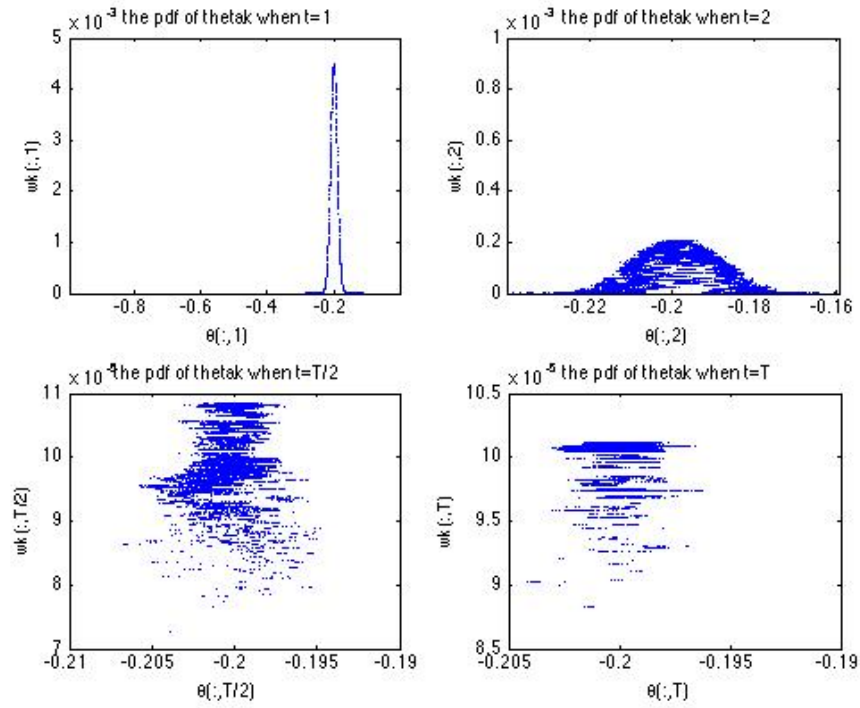 × 10⁻³ the pdf of thetak when t=1
5
4
3
2
1
0
wk(:,1)
-0.8 -0.6 -0.4 -0.2
θ(:,1)
× 10⁻³ the pdf of thetak when t=2
1
0.8
0.6
0.4
0.2
0
wk(:,2)
-0.22 -0.2 -0.18 -0.16
θ(:,2)
× 10⁻⁵ the pdf of thetak when t=T/2
11
10
9
8
7
wk(:,T/2)
-0.21 -0.205 -0.2 -0.195 -0.19
θ(:,T/2)
× 10⁻⁵ the pdf of thetak when t=T
10.5
10
9.5
9
8.5
wk(:,T)
-0.205 -0.2 -0.195 -0.19
θ(:,T)